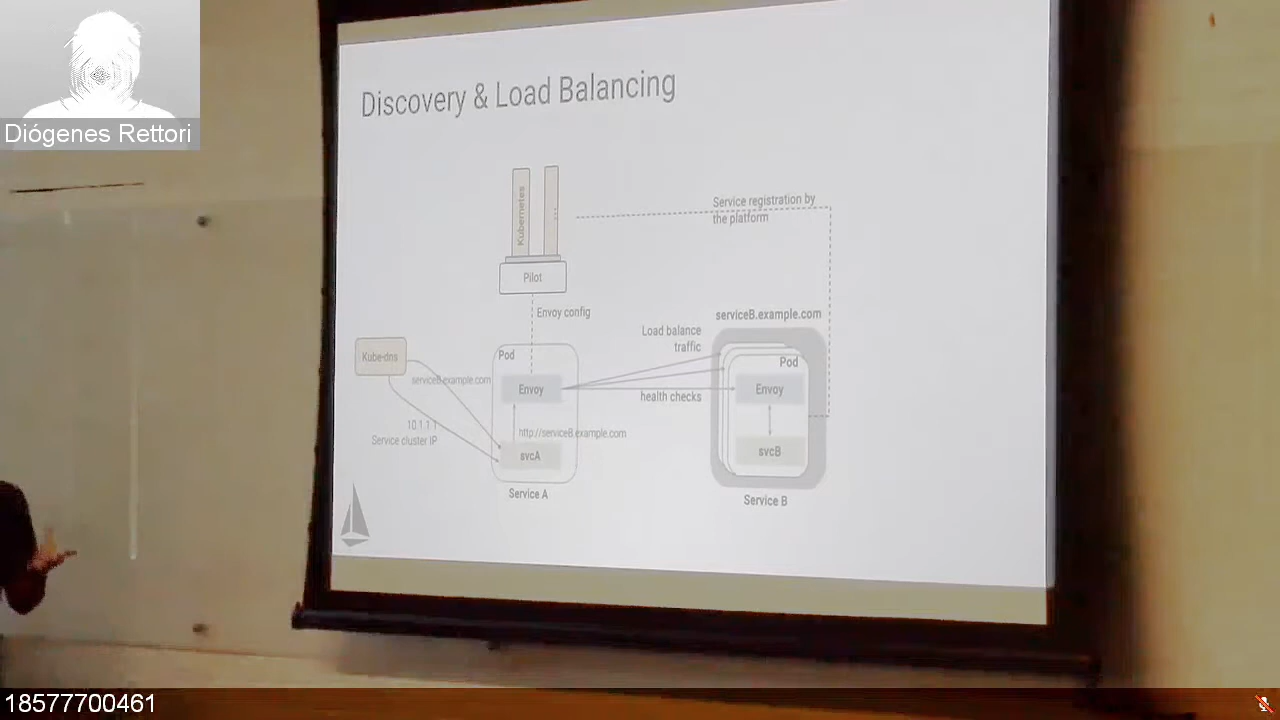 Diógenes Rettori
Discovery & Load Balancing
Kubernetes
...
Pilot
Service registration by
the platform
Envoy config
serviceB.example.com
Load balance
traffic
Kube-dns
Pod
Pod
serviceB.example.com
Envoy
Envoy
health checks
10.1.1.1
Service cluster IP
http://serviceB.example.com
svcA
svcB
Service A
Service B
18577700461